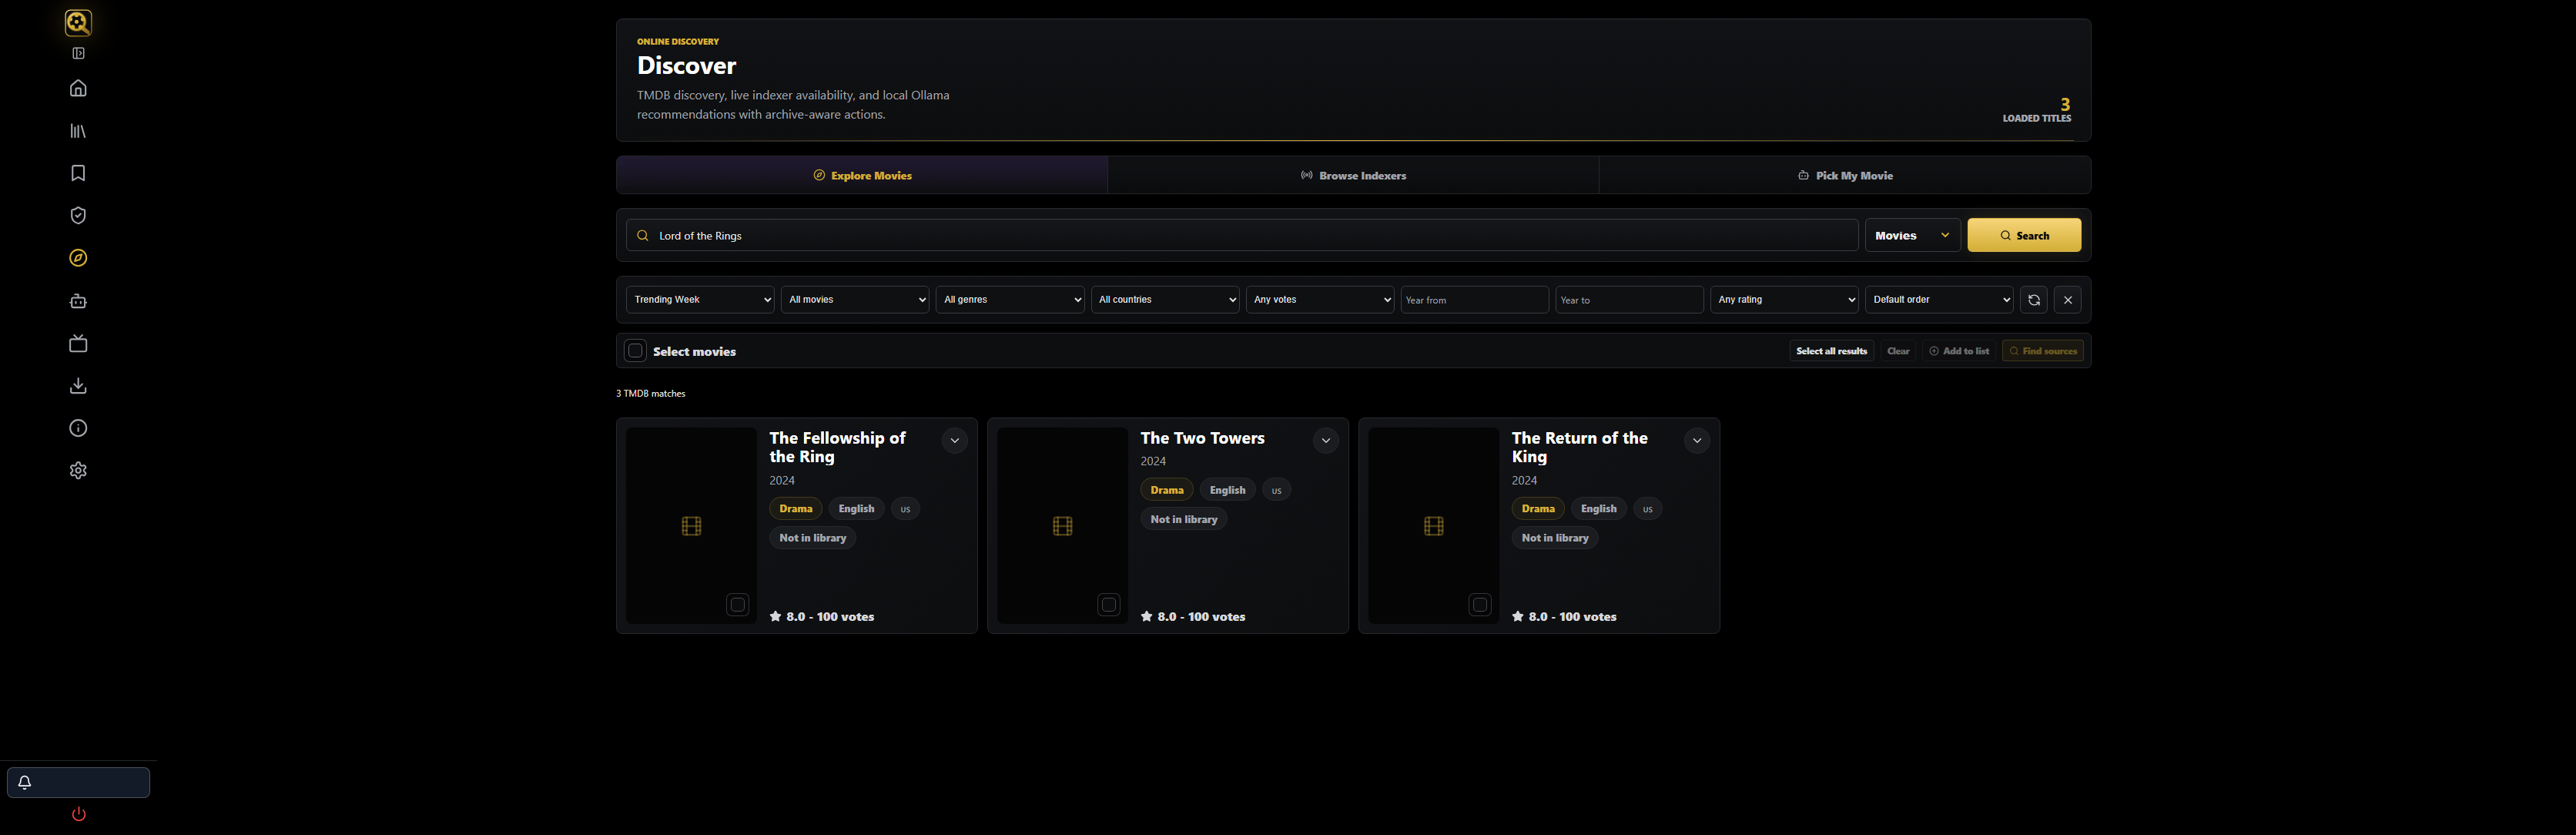 ONLINE DISCOVERY
Discover
TMDB discovery, live indexer availability, and local Ollama
recommendations with archive-aware actions.
3
LOADED TITLES
Explore Movies
Browse Indexers
Pick My Movie
Lord of the Rings
Movies
Search
Trending Week
All movies
All genres
All countries
Any votes
Year from
Year to
Any rating
Default order
Select movies
Select all results
Clear
Add to list
Find sources
3 TMDB matches
The Fellowship of
the Ring
2024
Drama
English
US
Not in library
8.0 - 100 votes
The Two Towers
2024
Drama
English
US
Not in library
8.0 - 100 votes
The Return of the
King
2024
Drama
English
US
Not in library
8.0 - 100 votes